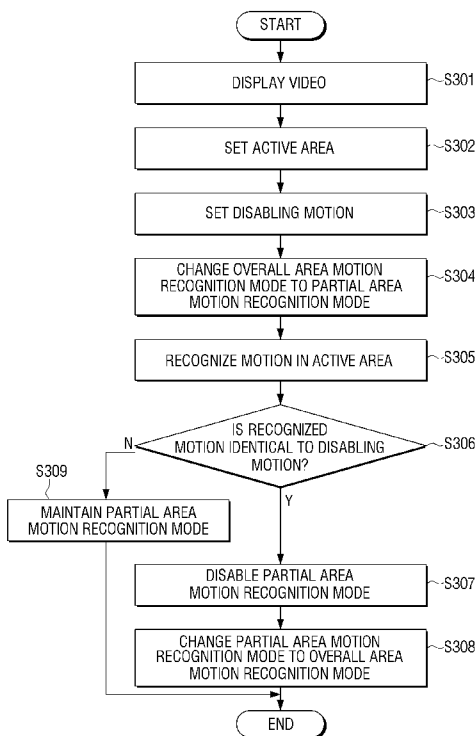 START
DISPLAY VIDEO
S301
SET ACTIVE AREA
S302
SET DISABLING MOTION
S303
CHANGE OVERALL AREA MOTION
RECOGNITION MODE TO PARTIAL AREA
MOTION RECOGNITION MODE
S304
RECOGNIZE MOTION IN ACTIVE AREA
S305
IS RECOGNIZED
MOTION IDENTICAL TO DISABLING
MOTION?
S306
N
Y
S309
MAINTAIN PARTIAL AREA
MOTION RECOGNITION MODE
DISABLE PARTIAL AREA
MOTION RECOGNITION MODE
S307
CHANGE PARTIAL AREA MOTION
RECOGNITION MODE TO OVERALL AREA
MOTION RECOGNITION MODE
S308
END